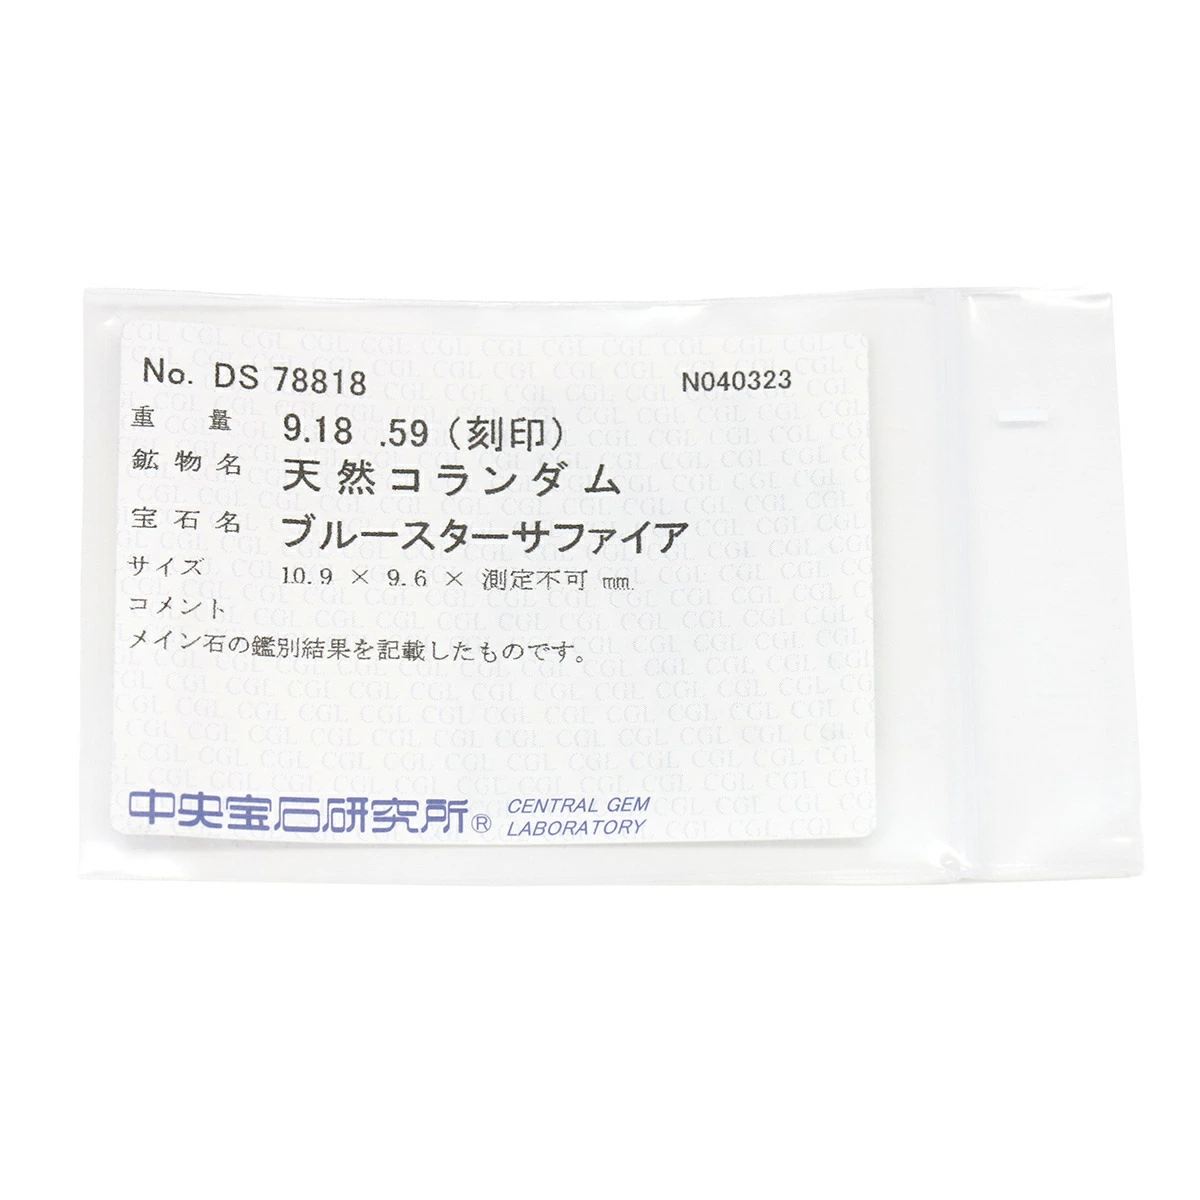 No. DS 78818 N040323
重量 9.18 .59 (刻印)
鉱物名 天然コランダム
宝石名 ブルースターサファイア
サイズ 10.9 × 9.6 × 測定不可 mm.
コメント
メイン石の鑑別結果を記載したものです。
中央宝石研究所® CENTRAL GEM
LABORATORY